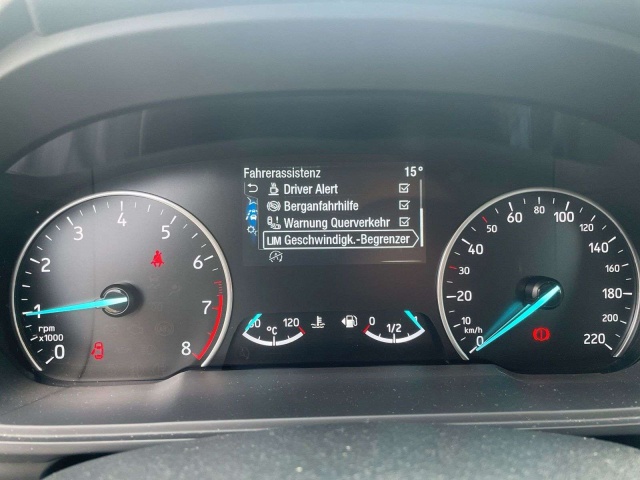 Fahrerassistenz 15°
Driver Alert
Berganfahrhilfe
Warnung Querverkehr
LIM Geschwindigk.-Begrenzer
0 1 2 3 4 5 6 7 8
rpm
x1000
60 °C 120
0 1/2 1
0 10 20 30 40 50 60 80 100 120 140 160 180 200 220
km/h